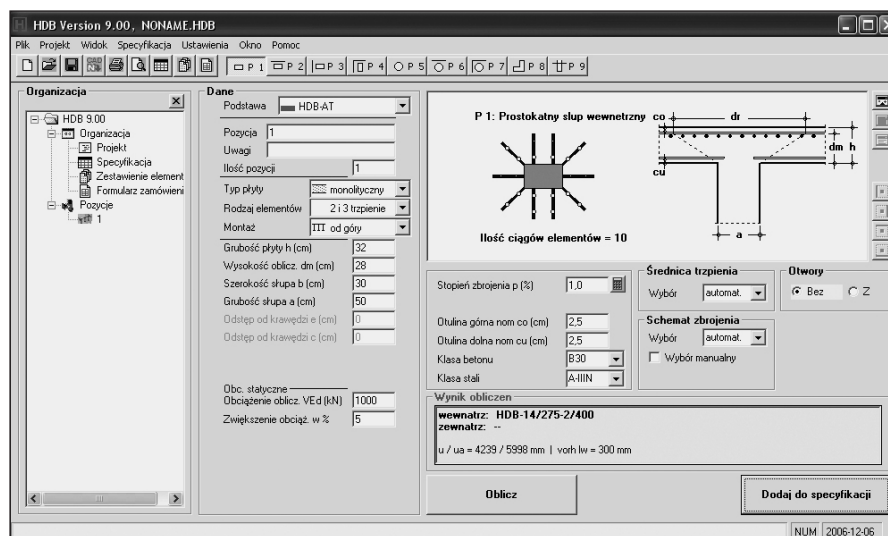 HDB Version 9.00, NONAME.HDB
Plik Projekt Widok Specyfikacja Ustawienia Okno Pomoc
P 1 P 2 P 3 P 4 P 5 P 6 P 7 P 8 P 9
Organizacja
HDB 9.00
Organizacja
Projekt
Specyfikacja
Zestawienie element
Formularz zamówieni
Pozycje
1
Dane
Podstawa HDB-AT
Pozycja 1
Uwagi
Ilość pozycji 1
Typ płyty monolityczny
Rodzaj elementów 2 i 3 trzpienie
Montaż od góry
Grubość płyty h (cm) 32
Wysokość oblicz. dm (cm) 28
Szerokość słupa b (cm) 30
Grubość słupa a (cm) 50
Odstęp od krawędzi e (cm) 0
Odstęp od krawędzi c (cm) 0
Obc. statyczne
Obciążenie oblicz. VEd (kN) 1000
Zwiększenie obciąż. w % 5
P 1: Prostokatny slup wewnetrzny
co dr
dm h
cu
a
Ilość ciągów elementów = 10
Stopień zbrojenia p (%) 1,0
Otulina górna nom co (cm) 2,5
Otulina dolna nom cu (cm) 2,5
Klasa betonu B30
Klasa stali A-IIIN
Średnica trzpienia
Wybór automat.
Otwory
Bez Z
Schemat zbrojenia
Wybór automat.
Wybór manualny
Wynik obliczen
wewnatrz: HDB-14/275-2/400
zewnatrz: --
u / ua = 4239 / 5998 mm | vorh lw = 300 mm
Oblicz
Dodaj do specyfikacji
NUM 2006-12-06